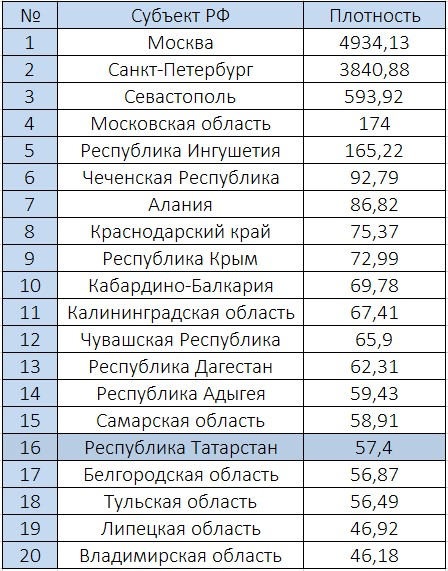 № Субъект РФ Плотность
1 Москва 4934,13
2 Санкт-Петербург 3840,88
3 Севастополь 593,92
4 Московская область 174
5 Республика Ингушетия 165,22
6 Чеченская Республика 92,79
7 Алания 86,82
8 Краснодарский край 75,37
9 Республика Крым 72,99
10 Кабардино-Балкария 69,78
11 Калининградская область 67,41
12 Чувашская Республика 65,9
13 Республика Дагестан 62,31
14 Республика Адыгея 59,43
15 Самарская область 58,91
16 Республика Татарстан 57,4
17 Белгородская область 56,87
18 Тульская область 56,49
19 Липецкая область 46,92
20 Владимирская область 46,18